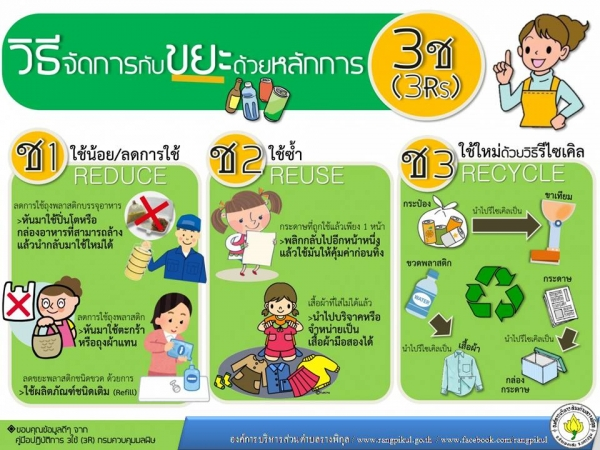 วิธีจัดการกับขยะด้วยหลักการ
3ช
(3Rs)
ช1 ใช้น้อย/ลดการใช้
REDUCE
ลดการใช้ถุงพลาสติกบรรจุอาหาร
>หันมาใช้ปิ่นโตหรือ
กล่องอาหารที่สามารถล้าง
แล้วนำกลับมาใช้ใหม่ได้
ลดการใช้ถุงพลาสติก
>หันมาใช้ตะกร้า
หรือถุงผ้าแทน
ลดขยะพลาสติกชนิดขวด ด้วยการ
>ใช้ผลิตภัณฑ์ชนิดเติม (Refill)
ช2 ใช้ซ้ำ
REUSE
กระดาษที่ถูกใช้แล้วเพียง 1 หน้า
>พลิกกลับไปอีกหน้าหนึ่ง
แล้วใช้มันให้คุ้มค่าก่อนทิ้ง
เสื้อผ้าที่ใส่ไม่ได้แล้ว
>นำไปบริจาคหรือ
จำหน่ายเป็น
เสื้อผ้ามือสองได้
ช3 ใช้ใหม่ด้วยวิธีรีไซเคิล
RECYCLE
กระป๋อง
นำไปรีไซเคิลเป็น
ขาเทียม
ขวดพลาสติก
WATER
กระดาษ
นำไปรีไซเคิลเป็น
เสื้อผ้า
นำไปรีไซเคิลเป็น
กล่อง
กระดาษ
ขอบคุณข้อมูลดีๆ จาก
คู่มือปฏิบัติการ 3ใช้ (3R) กรมควบคุมมลพิษ
องค์การบริหารส่วนตำบลรางพิกุล : www.rangpikul.go.th : www.facebook.com/rangpikul